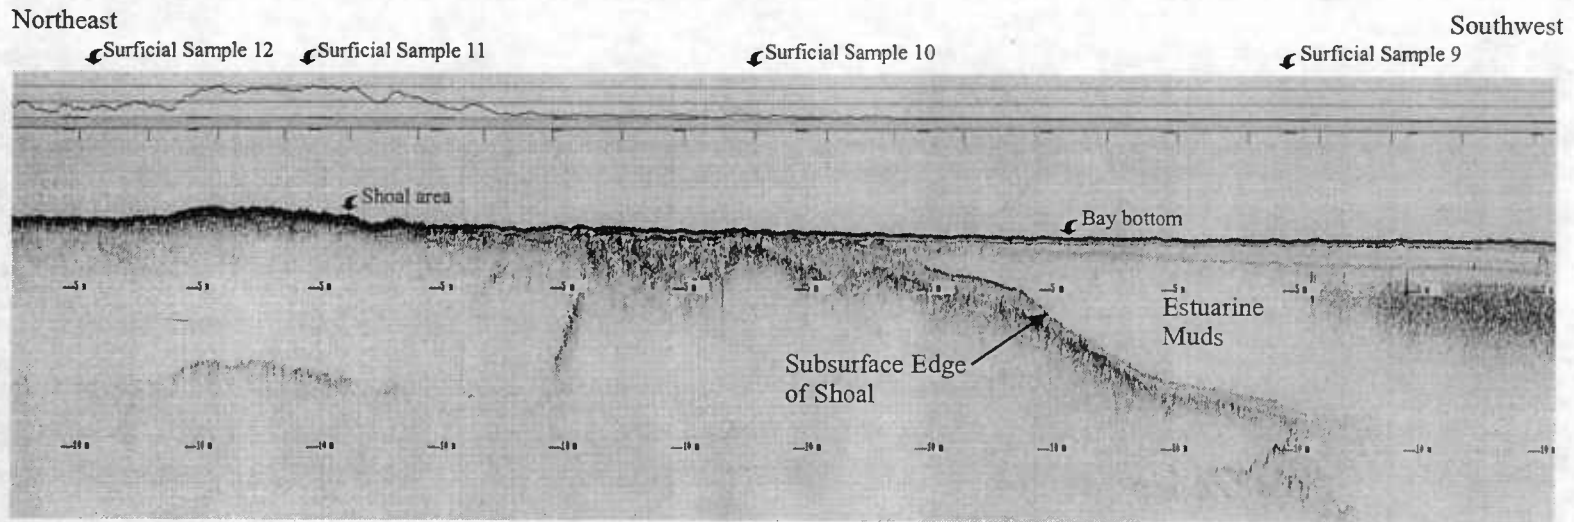 Northeast
Southwest
Surficial Sample 12
Surficial Sample 11
Surficial Sample 10
Surficial Sample 9
Shoal area
Bay bottom
Estuarine
Muds
Subsurface Edge
of Shoal